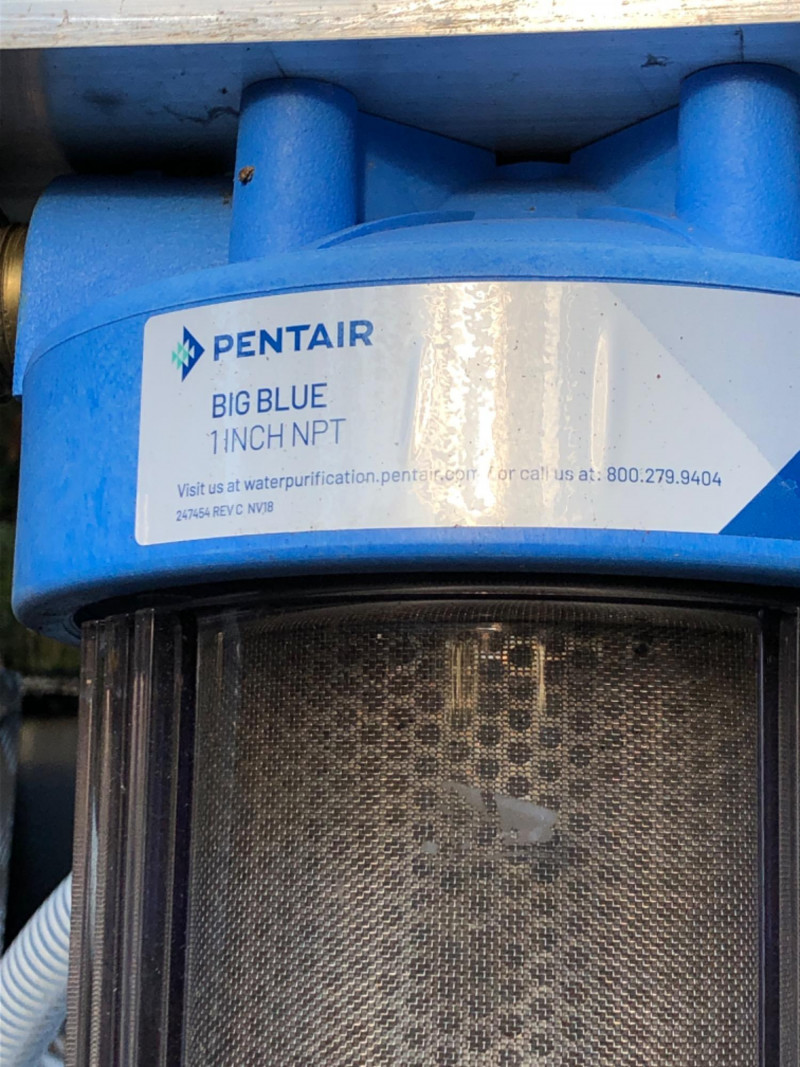 PENTAIR
BIG BLUE
1 INCH NPT
Visit us at waterpurification.pentair.com / or call us at: 800.279.9404
247454 REV C NV18